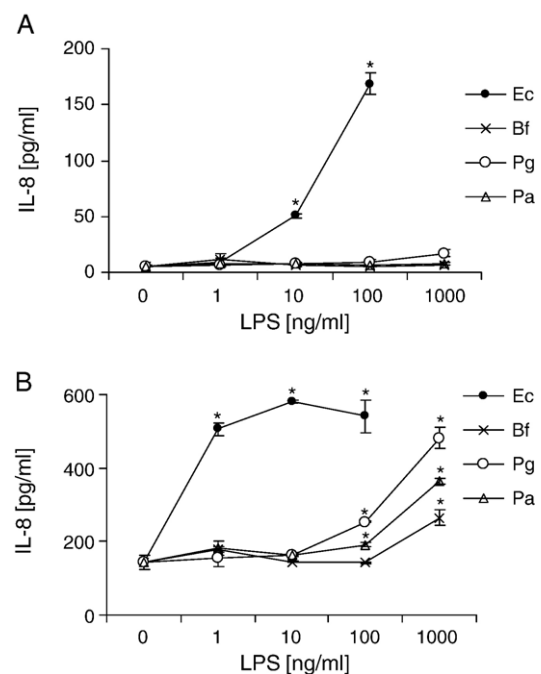 A
200
150
100
50
0
IL-8 [pg/ml]
*
*
Ec
Bf
Pg
Pa
0 1 10 100 1000
LPS [ng/ml]
B
600
400
200
0
IL-8 [pg/ml]
* * *
*
* *
* *
*
Ec
Bf
Pg
Pa
0 1 10 100 1000
LPS [ng/ml]